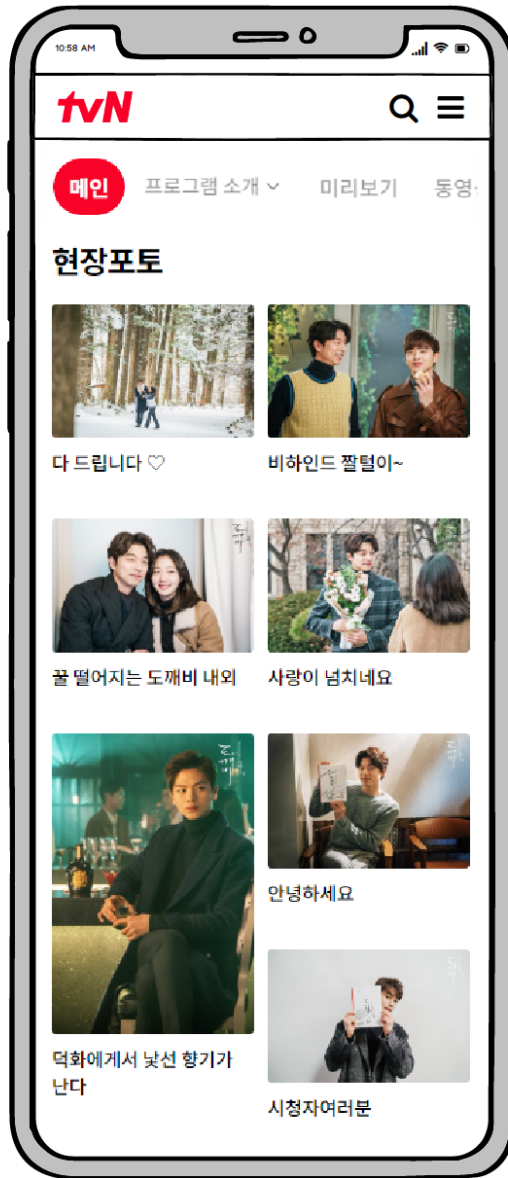 10:58 AM
tvN
메인 프로그램 소개 미리보기 동영
현장포토
다 드립니다 ♡
비하인드 짤털이~
꿀 떨어지는 도깨비 내외
사랑이 넘치네요
안녕하세요
덕화에게서 낯선 향기가
난다
시청자여러분